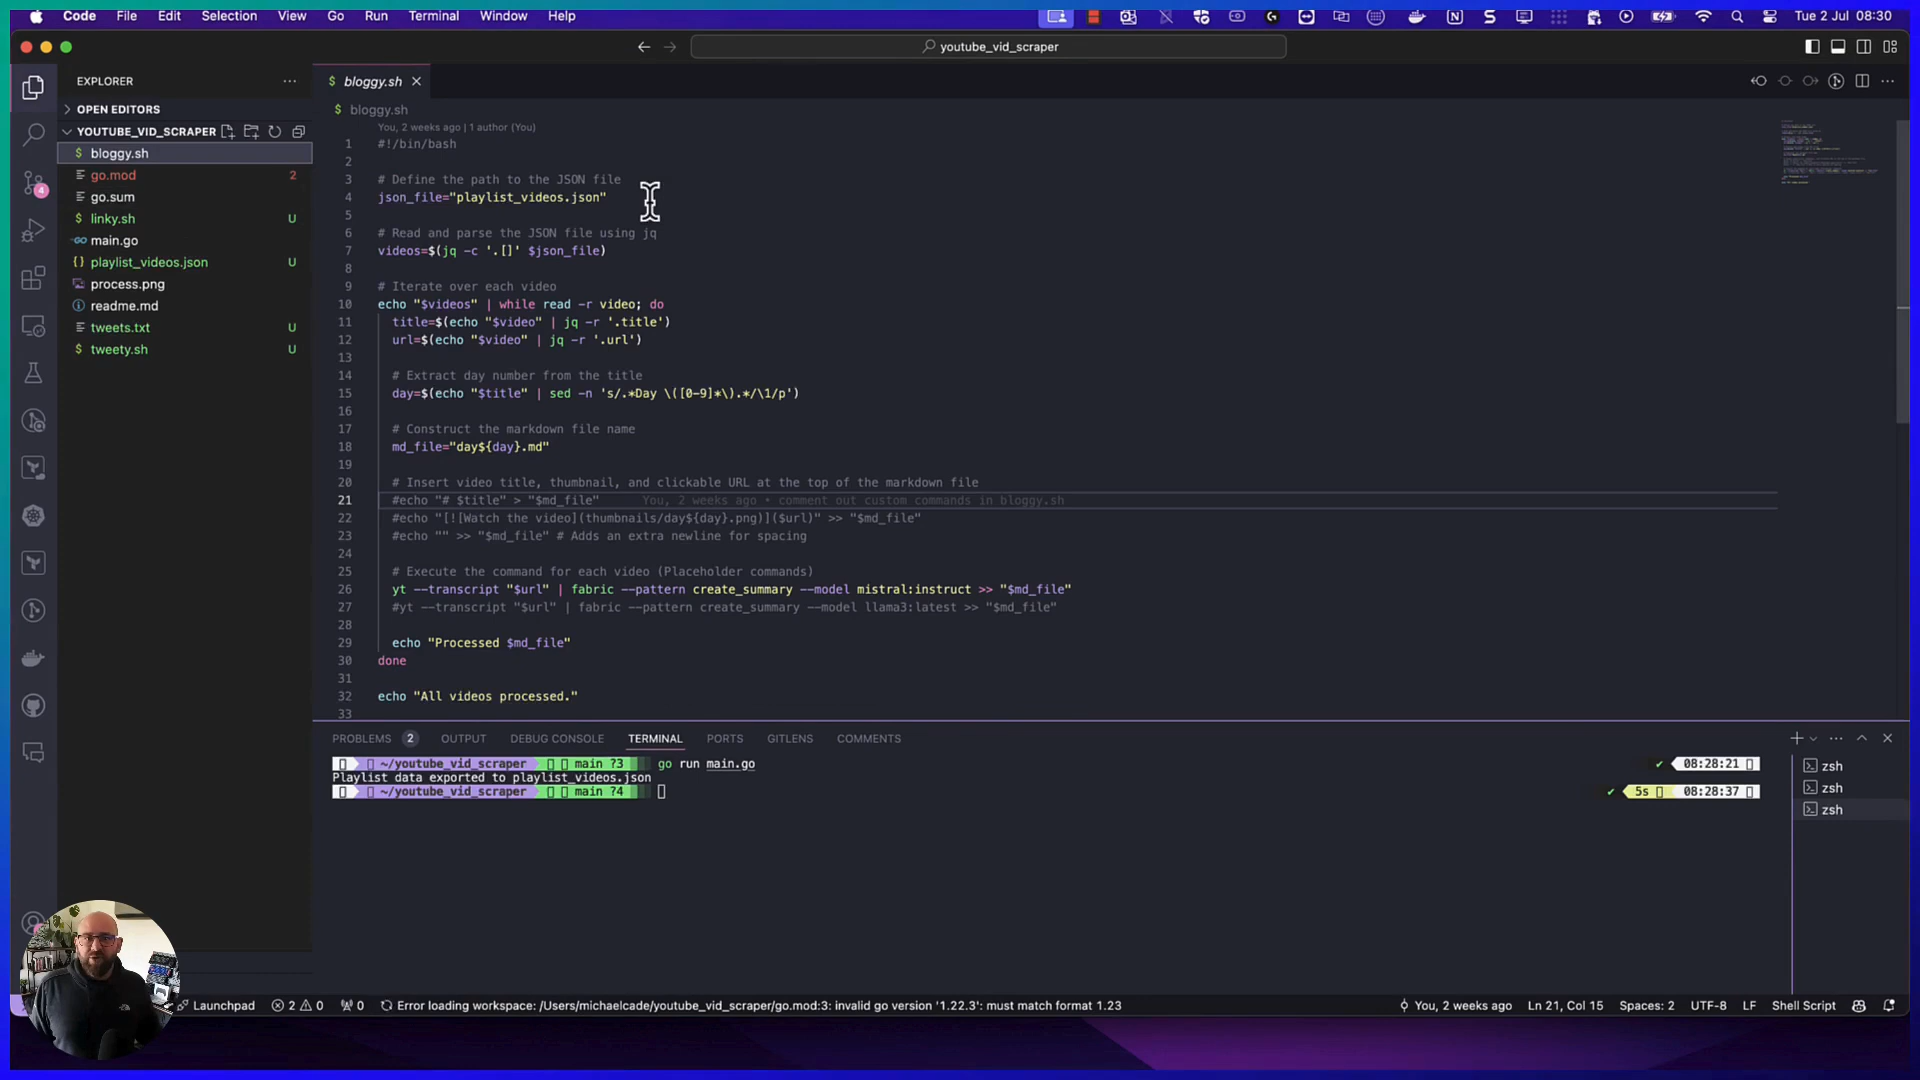 Code File Edit Selection View Go Run Terminal Window Help
Tue 2 Jul 08:30
youtube_vid_scraper
EXPLORER
OPEN EDITORS
YOUTUBE_VID_SCRAPER
bloggy.sh
go.mod 2
go.sum
linky.sh U
main.go
playlist_videos.json U
process.png
readme.md
tweets.txt U
tweety.sh U
4
$ bloggy.sh
$ bloggy.sh
You, 2 weeks ago | 1 author (You)
1 #!/bin/bash
2
3 # Define the path to the JSON file
4 json_file="playlist_videos.json"
5
6 # Read and parse the JSON file using jq
7 videos=$(jq -c '.[]' $json_file)
8
9 # Iterate over each video
10 echo "$videos" | while read -r video; do
11 title=$(echo "$video" | jq -r '.title')
12 url=$(echo "$video" | jq -r '.url')
13
14 # Extract day number from the title
15 day=$(echo "$title" | sed -n 's/.*Day \([0-9]*\).*/\1/p')
16
17 # Construct the markdown file name
18 md_file="day${day}.md"
19
20 # Insert video title, thumbnail, and clickable URL at the top of the markdown file
21 #echo "# $title" > "$md_file" You, 2 weeks ago • comment out custom commands in bloggy.sh
22 #echo "[![Watch the video](thumbnails/day${day}.png)]($url)" >> "$md_file"
23 #echo "" >> "$md_file" # Adds an extra newline for spacing
24
25 # Execute the command for each video (Placeholder commands)
26 yt --transcript "$url" | fabric --pattern create_summary --model mistral:instruct >> "$md_file"
27 #yt --transcript "$url" | fabric --pattern create_summary --model llama3:latest >> "$md_file"
28
29 echo "Processed $md_file"
30 done
31
32 echo "All videos processed."
33
PROBLEMS 2 OUTPUT DEBUG CONSOLE TERMINAL PORTS GITLENS COMMENTS
~/youtube_vid_scraper main ?3 go run main.go 08:28:21
Playlist data exported to playlist_videos.json
~/youtube_vid_scraper main ?4 5s 08:28:37
zsh
zsh
zsh
Launchpad 2 0 0 Error loading workspace: /Users/michaelcade/youtube_vid_scraper/go.mod:3: invalid go version '1.22.3': must match format 1.23 You, 2 weeks ago Ln 21, Col 15 Spaces: 2 UTF-8 LF Shell Script